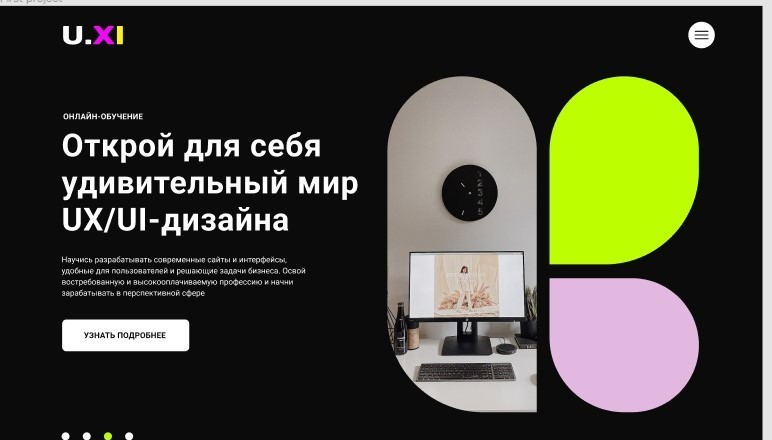 First project
U.XI
ОНЛАЙН-ОБУЧЕНИЕ
Открой для себя
удивительный мир
UX/UI-дизайна
Научись разрабатывать современные сайты и интерфейсы,
удобные для пользователей и решающие задачи бизнеса. Освой
востребованную и высокооплачиваемую профессию и начни
зарабатывать в перспективной сфере
УЗНАТЬ ПОДРОБНЕЕ